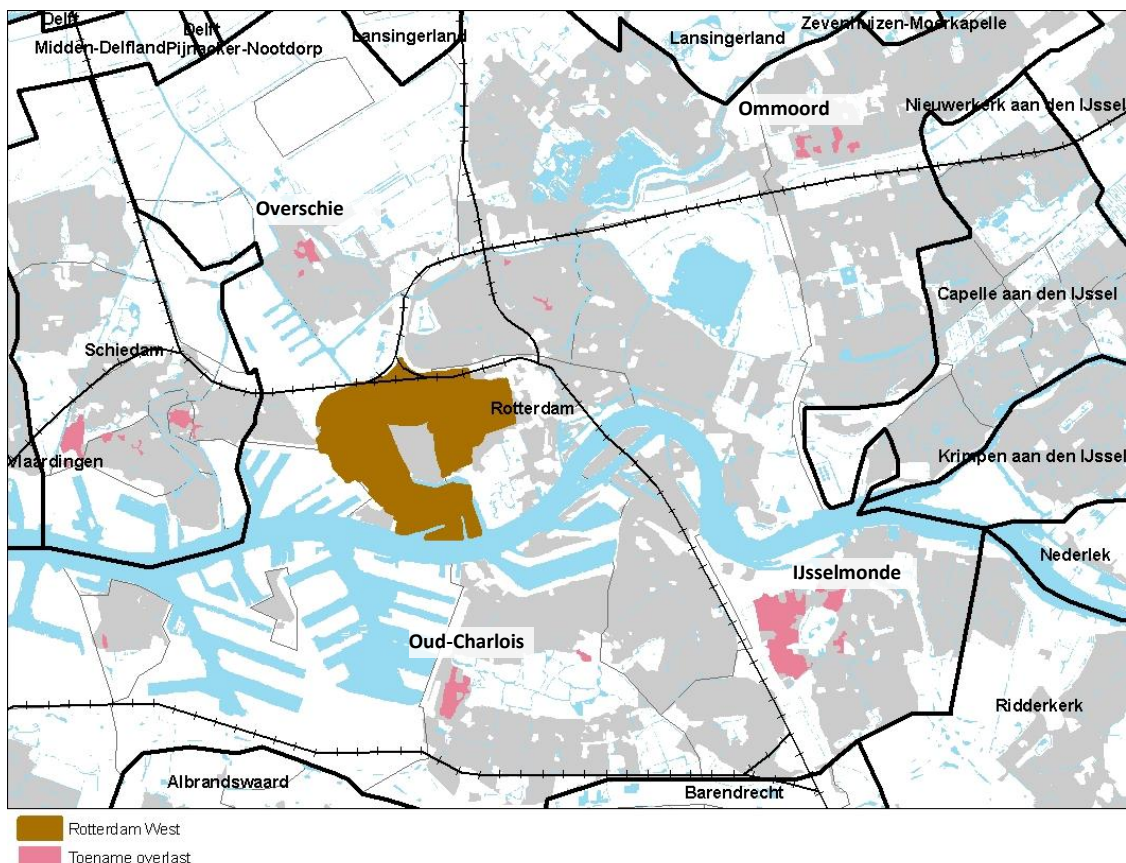 Delft
Delft
Midden-Delfland
Pijnacker-Nootdorp
Lansingerland
Lansingerland
Zevenhuizen-Moerkapelle
Ommoord
Nieuwerkerk aan den IJssel
Overschie
Capelle aan den IJssel
Schiedam
Rotterdam
Vlaardingen
Krimpen aan den IJssel
Nederlek
IJsselmonde
Oud-Charlois
Ridderkerk
Albrandswaard
Barendrecht
Rotterdam West
Toename overlast